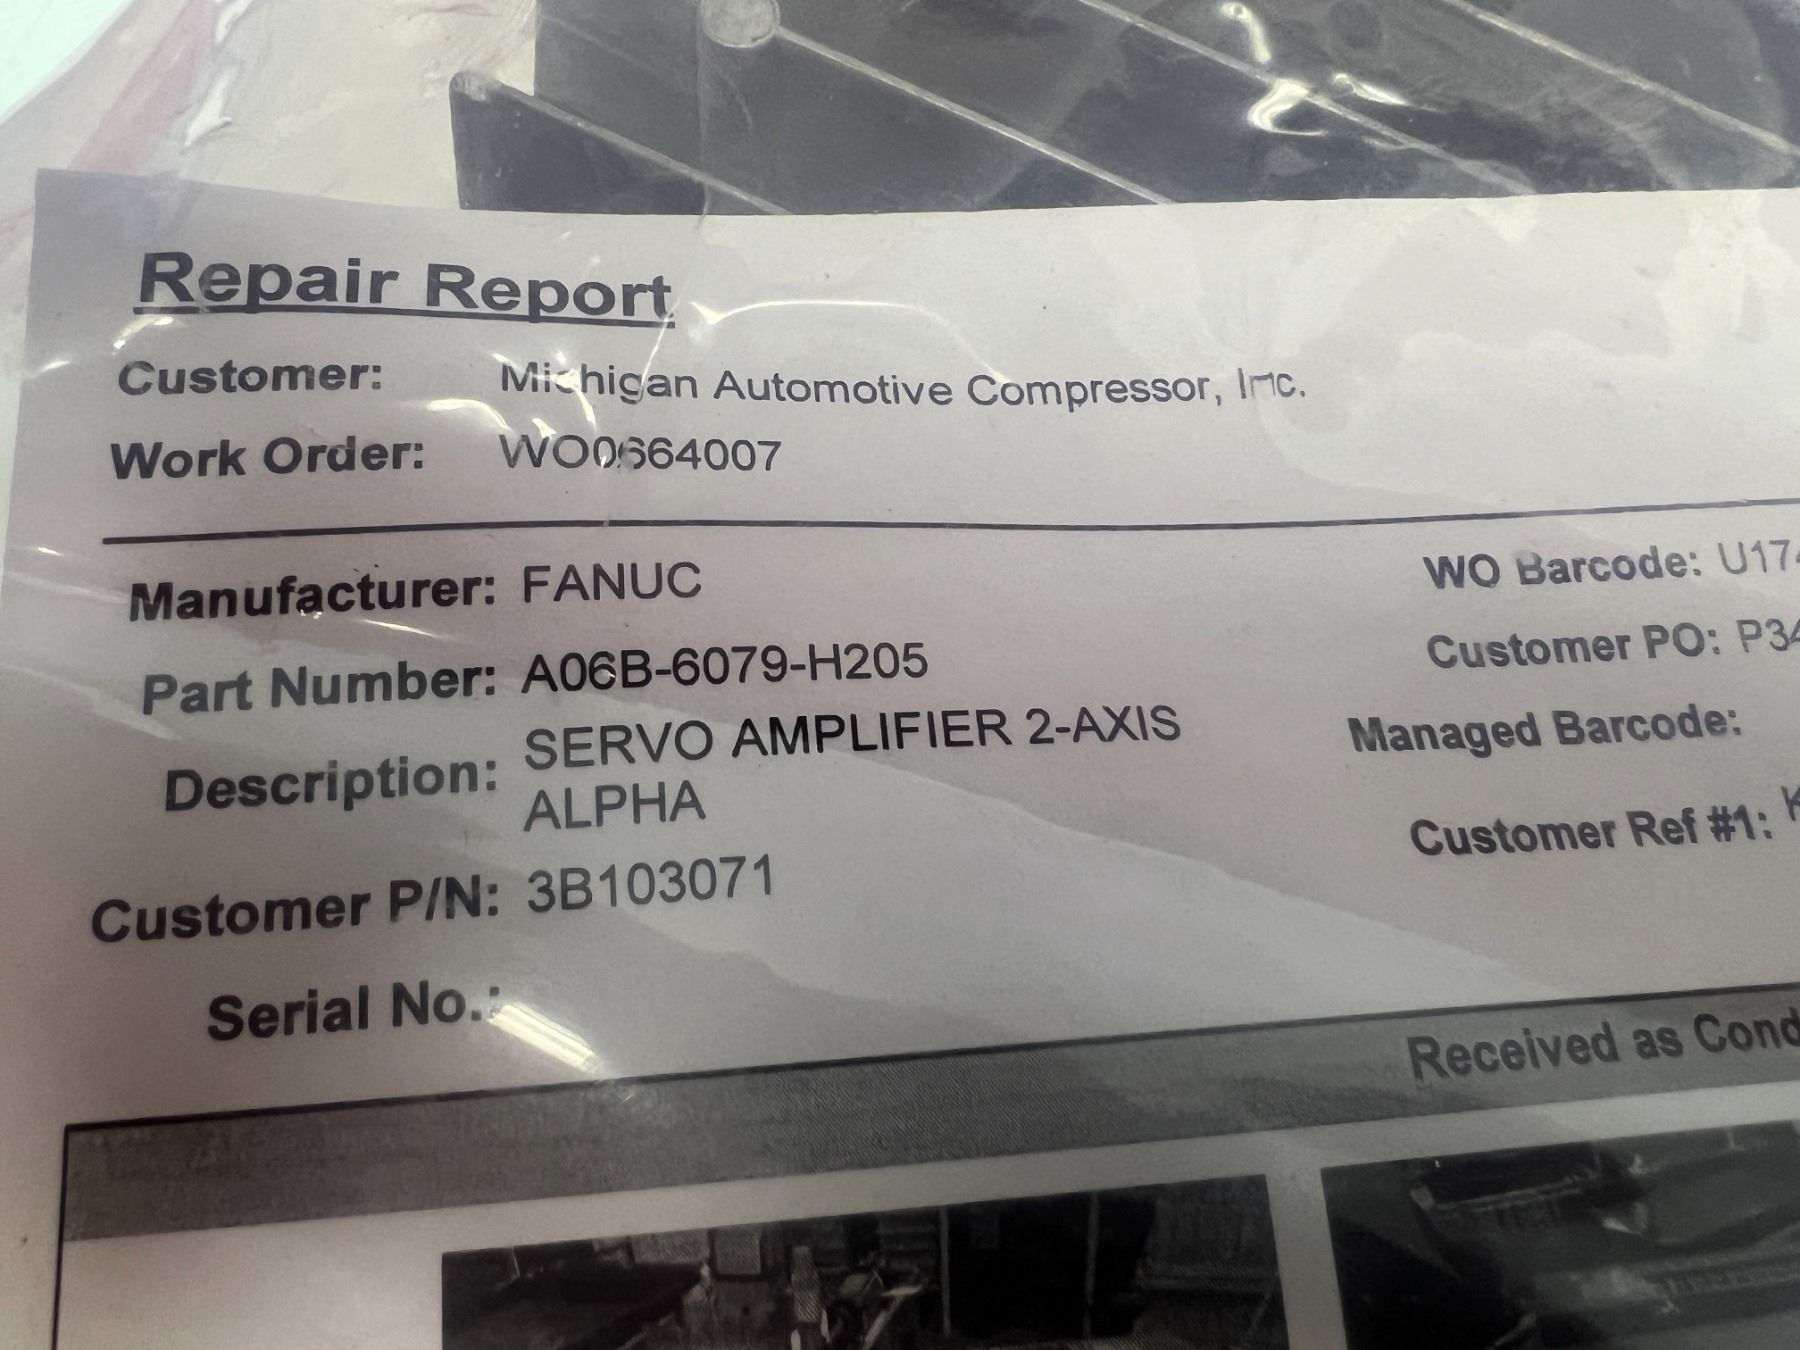 Repair Report
Customer: Michigan Automotive Compressor, Inc.
Work Order: WO0664007
Manufacturer: FANUC
Part Number: A06B-6079-H205
Description: SERVO AMPLIFIER 2-AXIS
ALPHA
Customer P/N: 3B103071
Serial No.:
WO Barcode: U17
Customer PO: P34
Managed Barcode:
Customer Ref #1: K
Received as Cond